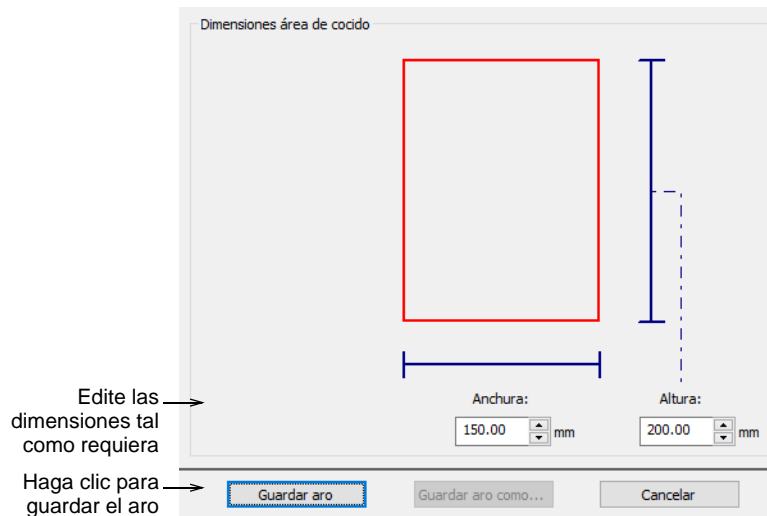 Dimensiones área de cocido
Edite las
dimensiones tal
como requiera
Anchura:
Altura:
150.00 mm
200.00 mm
Haga clic para
guardar el aro
Guardar aro
Guardar aro como...
Cancelar